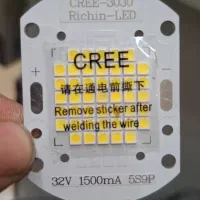 CREE-3030
Richin-LED
CREE
请在通电前撕下
Remove sticker after
welding the wire
32V 1500mA 5S9P